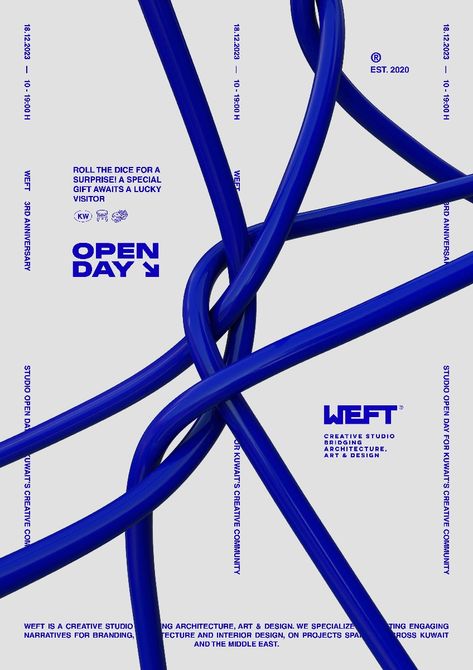 18.12.2023 — 10 - 19:00 H
18.12.2023 — 10 - 19:00 H
18.12.2023 — 10 - 19:00 H
®
EST. 2020
ROLL THE DICE FOR A
SURPRISE! A SPECIAL
GIFT AWAITS A LUCKY
VISITOR
KW
OPEN
DAY ↘
WEFT 3RD ANNIVERSARY
WEFT
3RD ANNIVERSARY
WEFT
CREATIVE STUDIO
BRIDGING
ARCHITECTURE,
ART & DESIGN
STUDIO OPEN DAY KUWAIT'S CREATIVE
FOR KUWAIT'S CREATIVE COMMUNITY
STUDIO OPEN DAY FOR KUWAIT'S CREATIVE COMMUNITY
WEFT IS A CREATIVE STUDIO ARCHITECTURE, ART & DESIGN. WE SPECIALIZE ENGAGING
NARRATIVES FOR BRANDING, AND INTERIOR DESIGN, ON PROJECTS
AND THE MIDDLE EAST.